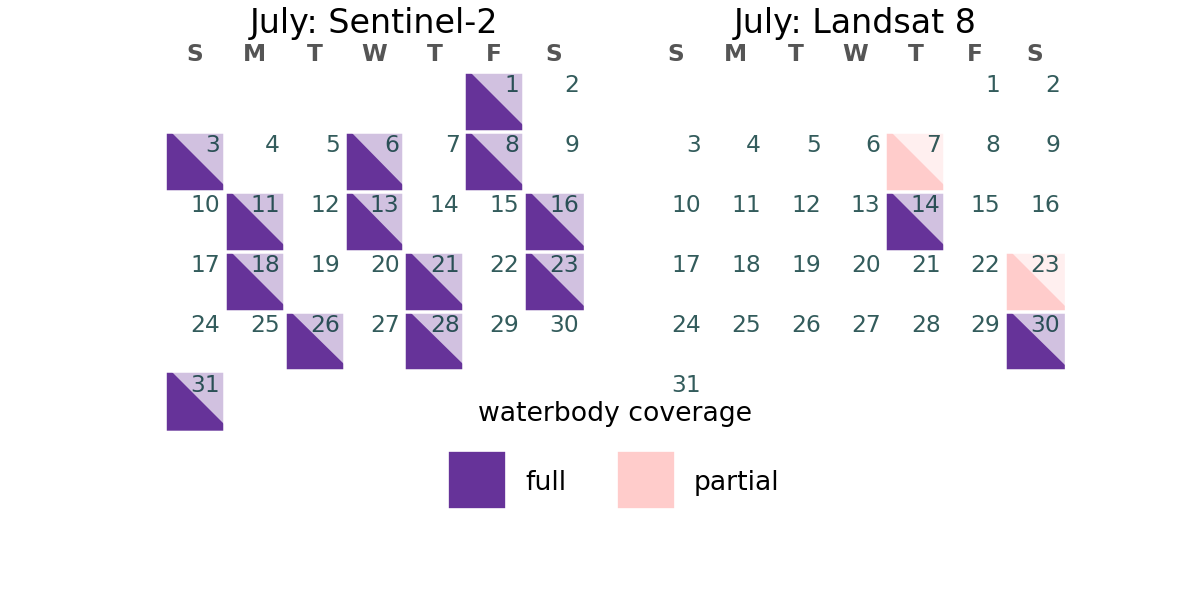 July: Sentinel-2
S M T W T F S
1 2
3 4 5 6 7 8 9
10 11 12 13 14 15 16
17 18 19 20 21 22 23
24 25 26 27 28 29 30
31
July: Landsat 8
S M T W T F S
1 2
3 4 5 6 7 8 9
10 11 12 13 14 15 16
17 18 19 20 21 22 23
24 25 26 27 28 29 30
31
waterbody coverage
full partial